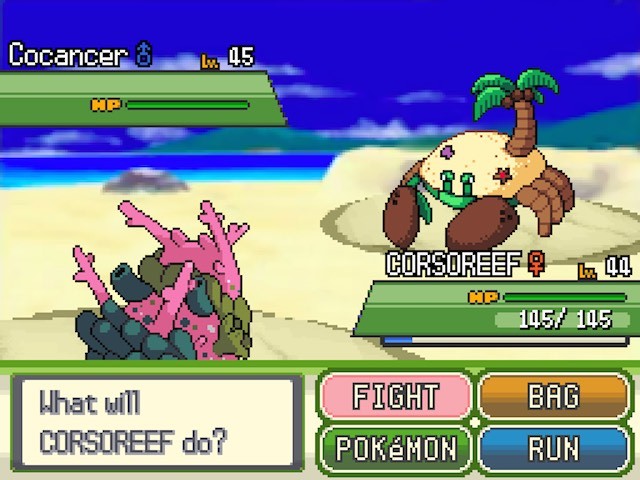 Cocancer ♂ Lv. 45
HP
CORSOREEF ♀ Lv. 44
HP
145/ 145
What will
CORSOREEF do?
FIGHT
BAG
POKéMON
RUN